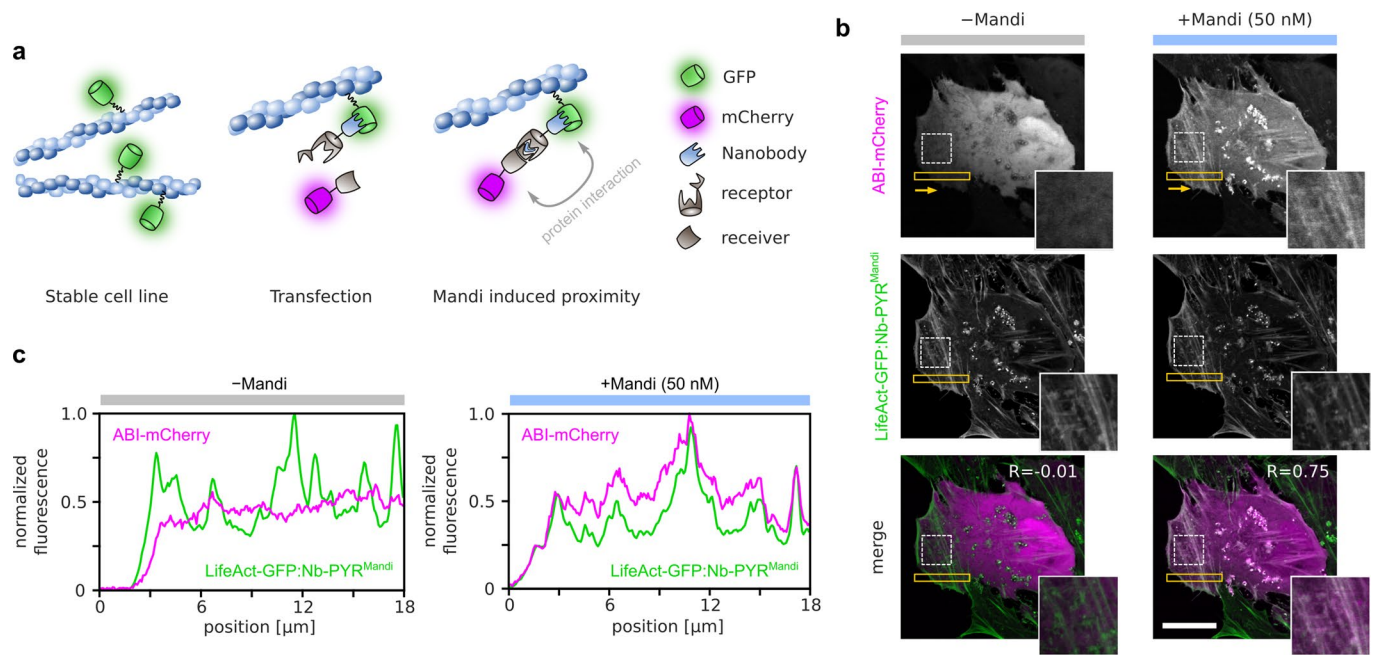 a
GFP
mCherry
Nanobody
receptor
receiver
protein interaction
Stable cell line
Transfection
Mandi induced proximity
b
−Mandi
+Mandi (50 nM)
ABI-mCherry
LifeAct-GFP:Nb-PYRMandi
merge
R=-0.01
R=0.75
c
−Mandi
1.0
0.5
0
normalized
fluorescence
ABI-mCherry
LifeAct-GFP:Nb-PYRMandi
0
6
12
18
position [μm]
+Mandi (50 nM)
1.0
0.5
0
normalized
fluorescence
ABI-mCherry
LifeAct-GFP:Nb-PYRMandi
0
6
12
18
position [μm]